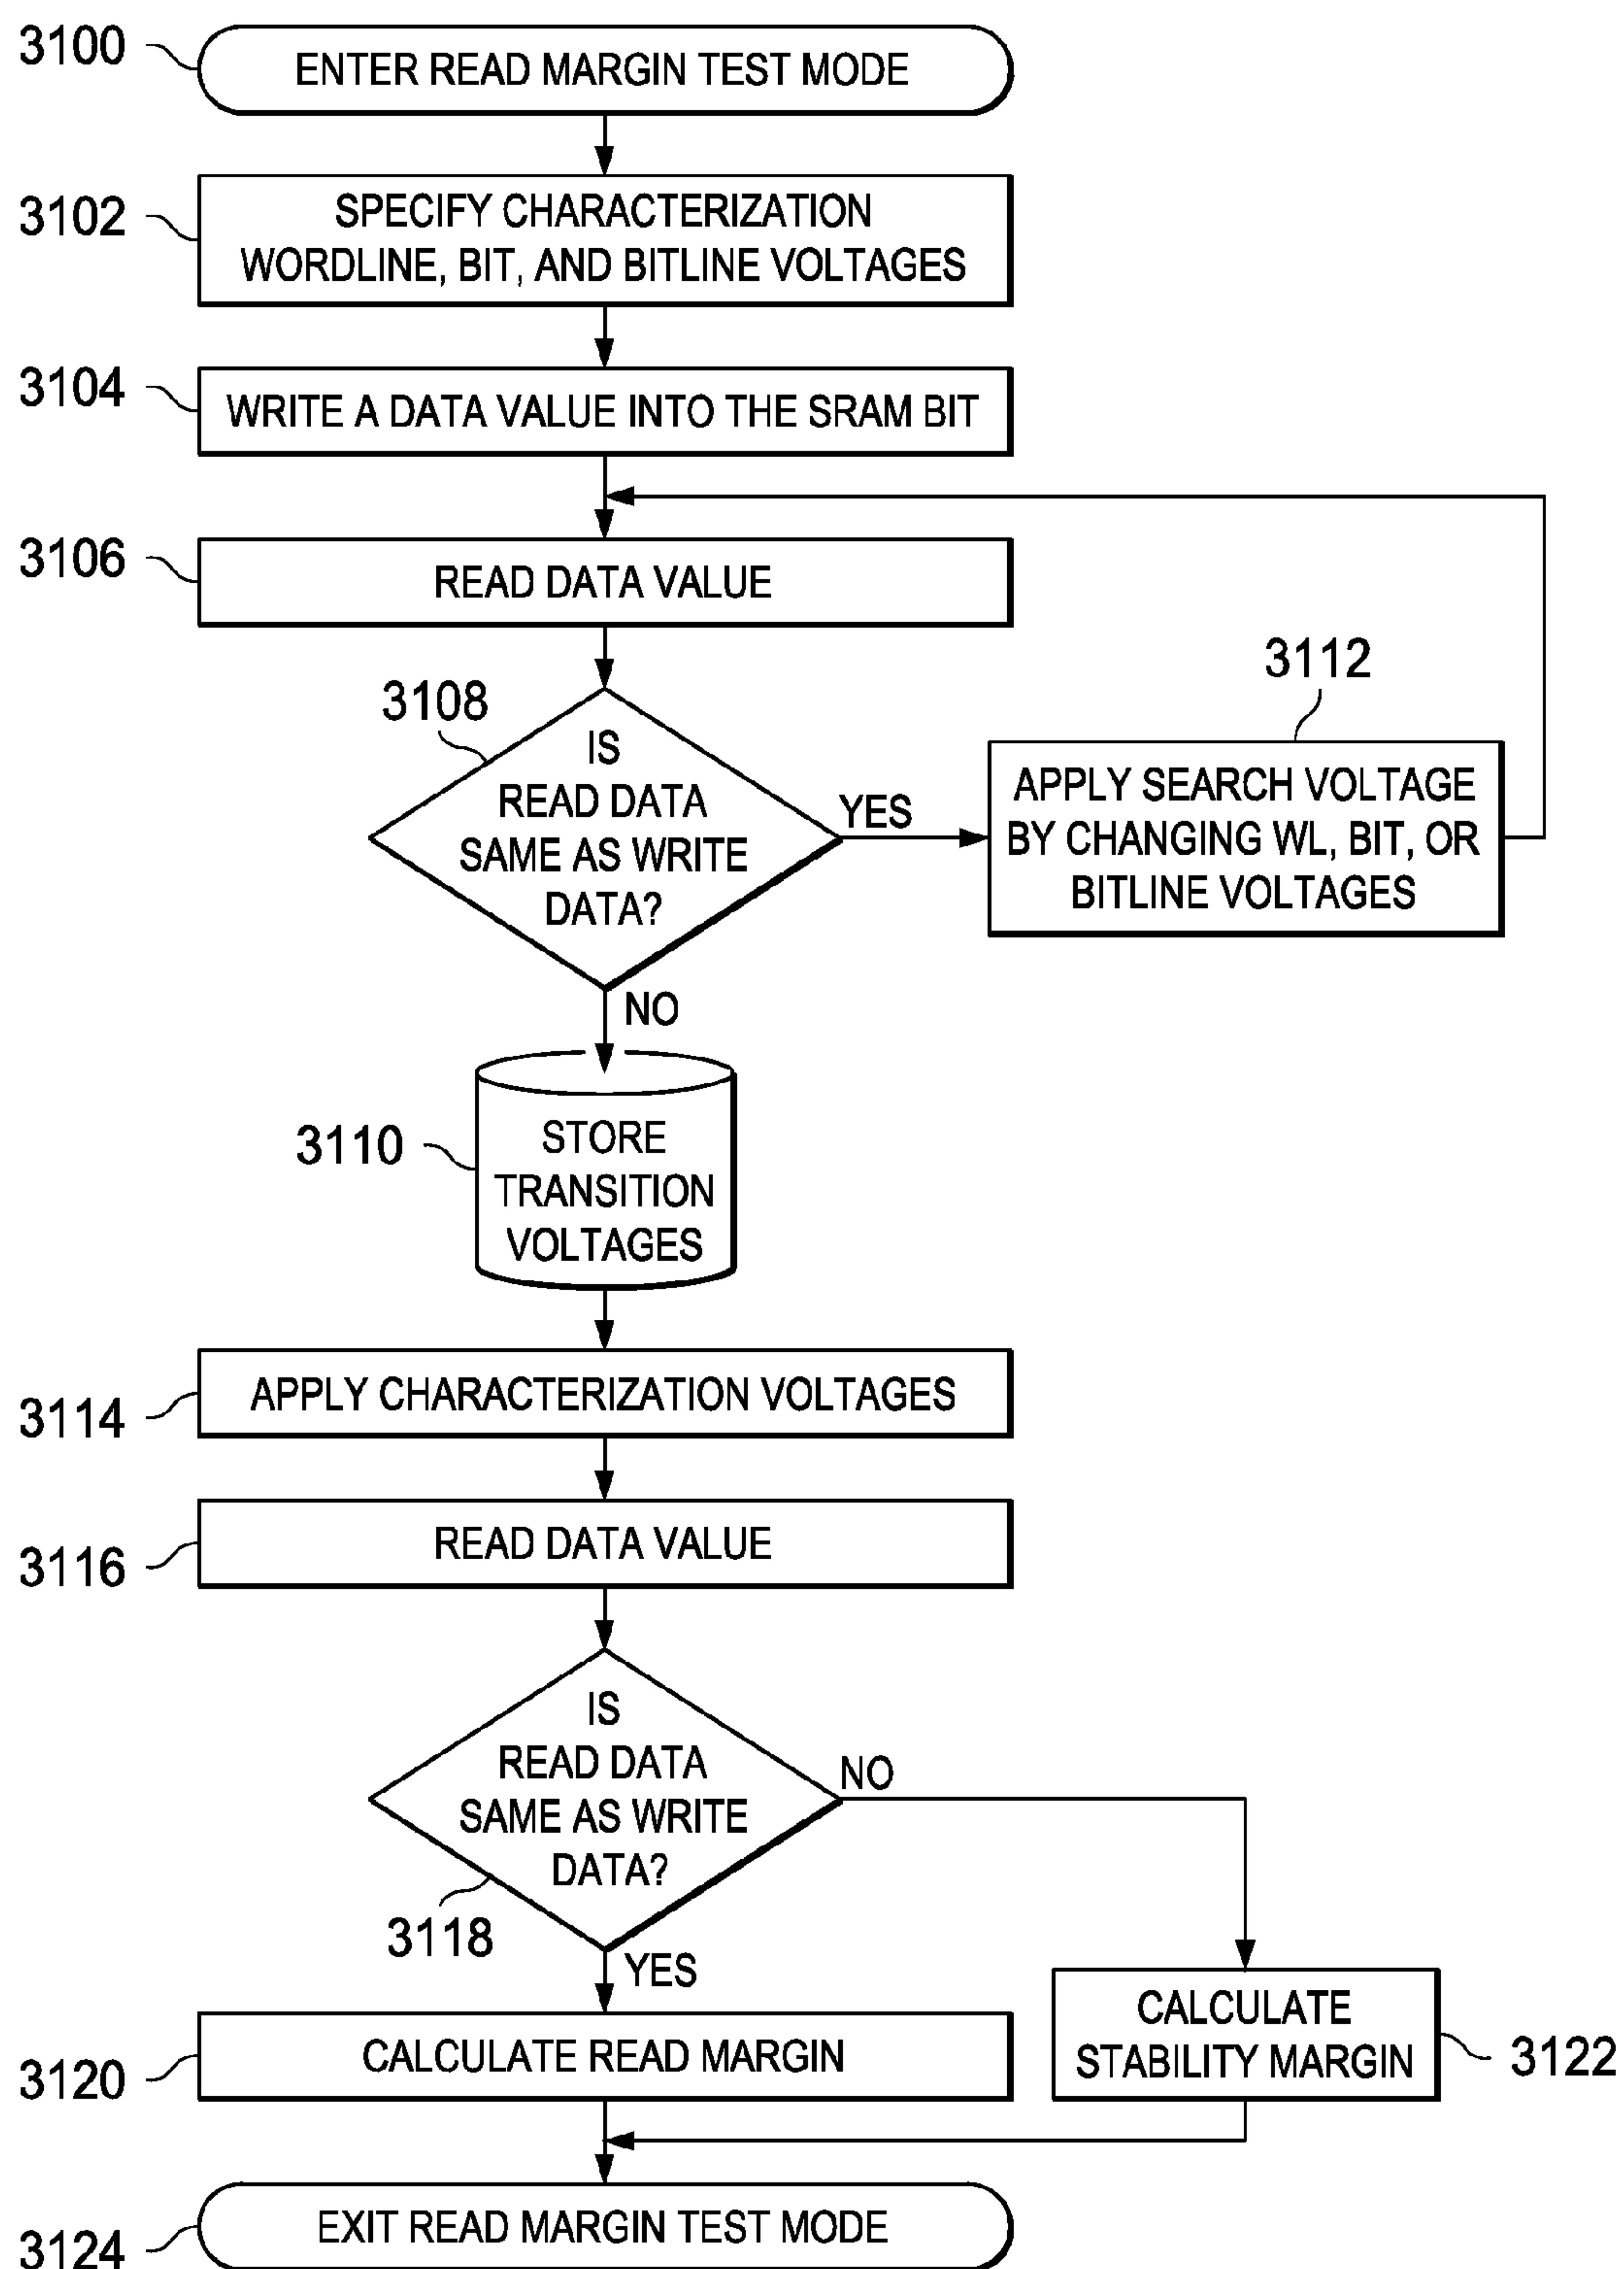 3100
ENTER READ MARGIN TEST MODE
3102
SPECIFY CHARACTERIZATION
WORDLINE, BIT, AND BITLINE VOLTAGES
3104
WRITE A DATA VALUE INTO THE SRAM BIT
3106
READ DATA VALUE
3108
IS
READ DATA
SAME AS WRITE
DATA?
YES
3112
APPLY SEARCH VOLTAGE
BY CHANGING WL, BIT, OR
BITLINE VOLTAGES
NO
3110
STORE
TRANSITION
VOLTAGES
3114
APPLY CHARACTERIZATION VOLTAGES
3116
READ DATA VALUE
IS
READ DATA
SAME AS WRITE
DATA?
3118
NO
YES
3120
CALCULATE READ MARGIN
CALCULATE
STABILITY MARGIN
3122
3124
EXIT READ MARGIN TEST MODE